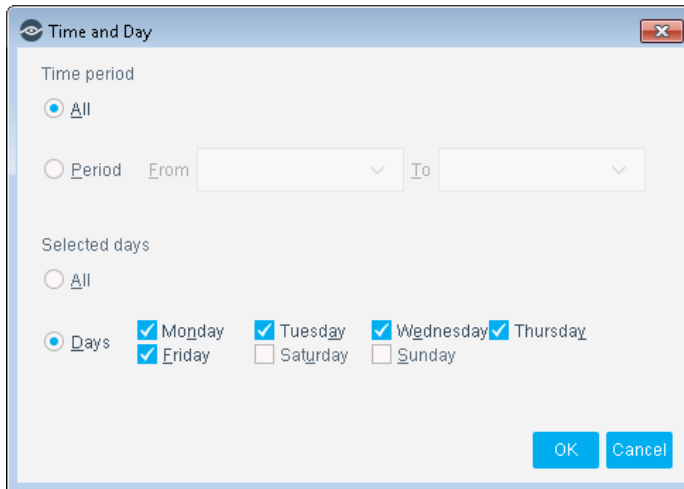 Time and Day
Time period
All
Period From To
Selected days
All
Days Monday Tuesday Wednesday Thursday
Friday Saturday Sunday
OK Cancel